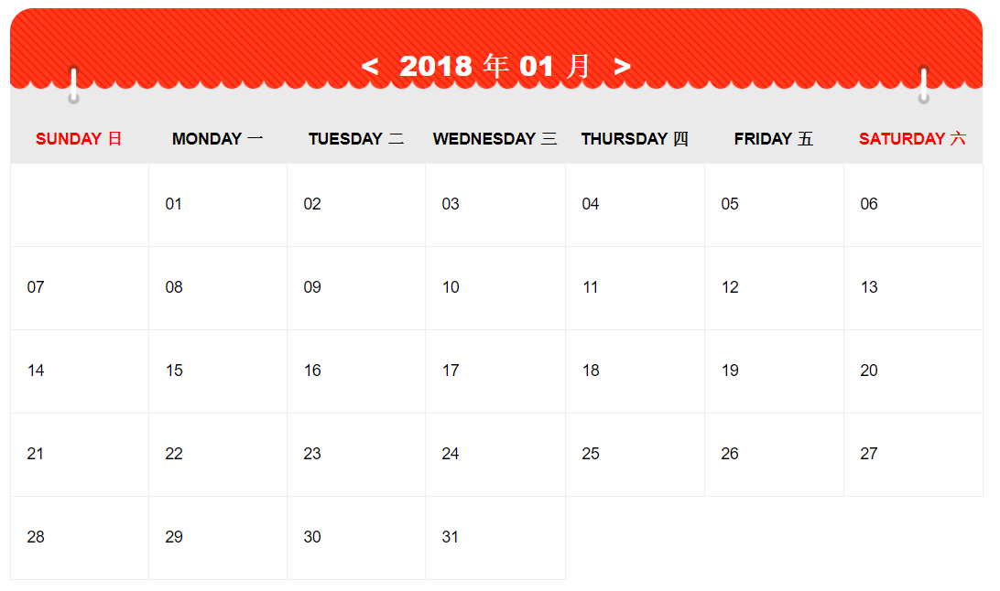 < 2018 年 01 月 >
SUNDAY 日 MONDAY 一 TUESDAY 二 WEDNESDAY 三 THURSDAY 四 FRIDAY 五 SATURDAY 六
01 02 03 04 05 06
07 08 09 10 11 12 13
14 15 16 17 18 19 20
21 22 23 24 25 26 27
28 29 30 31